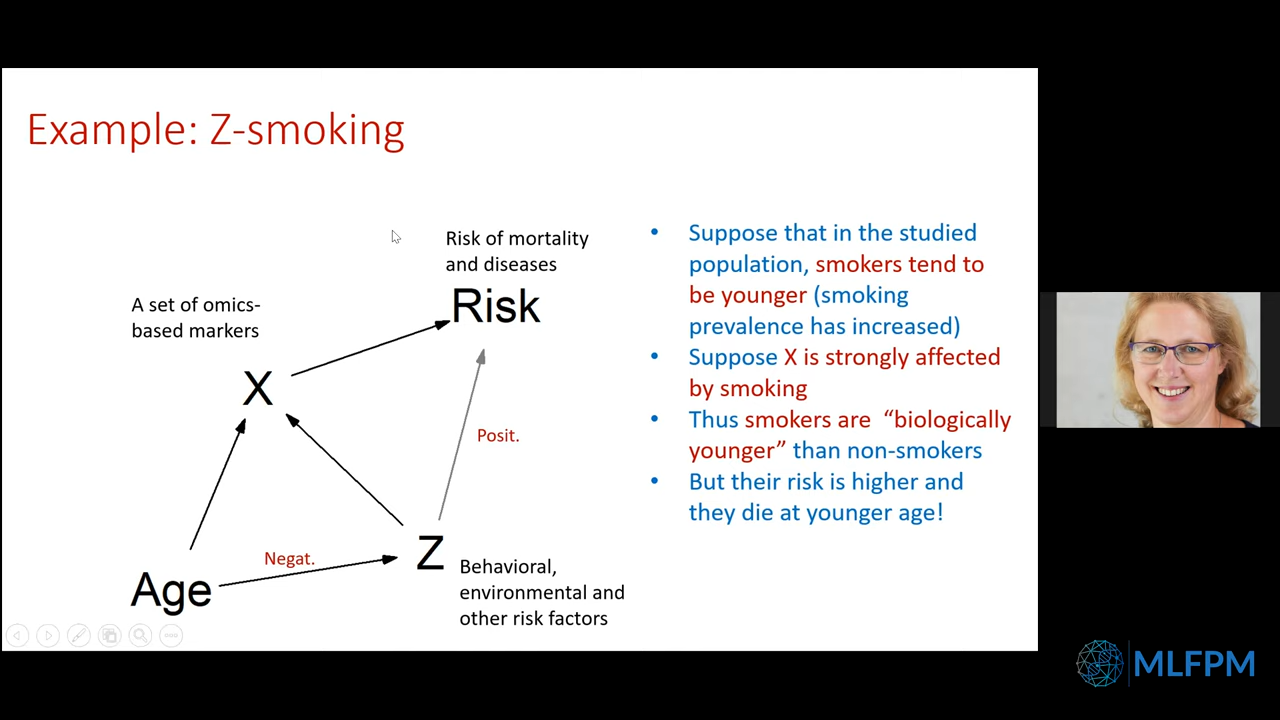 Example: Z-smoking
Risk of mortality
and diseases
Risk
A set of omics-
based markers
X
Posit.
Negat.
Z
Age
Behavioral,
environmental and
other risk factors
• Suppose that in the studied
population, smokers tend to
be younger (smoking
prevalence has increased)
• Suppose X is strongly affected
by smoking
• Thus smokers are “biologically
younger” than non-smokers
• But their risk is higher and
they die at younger age!
MLFPM